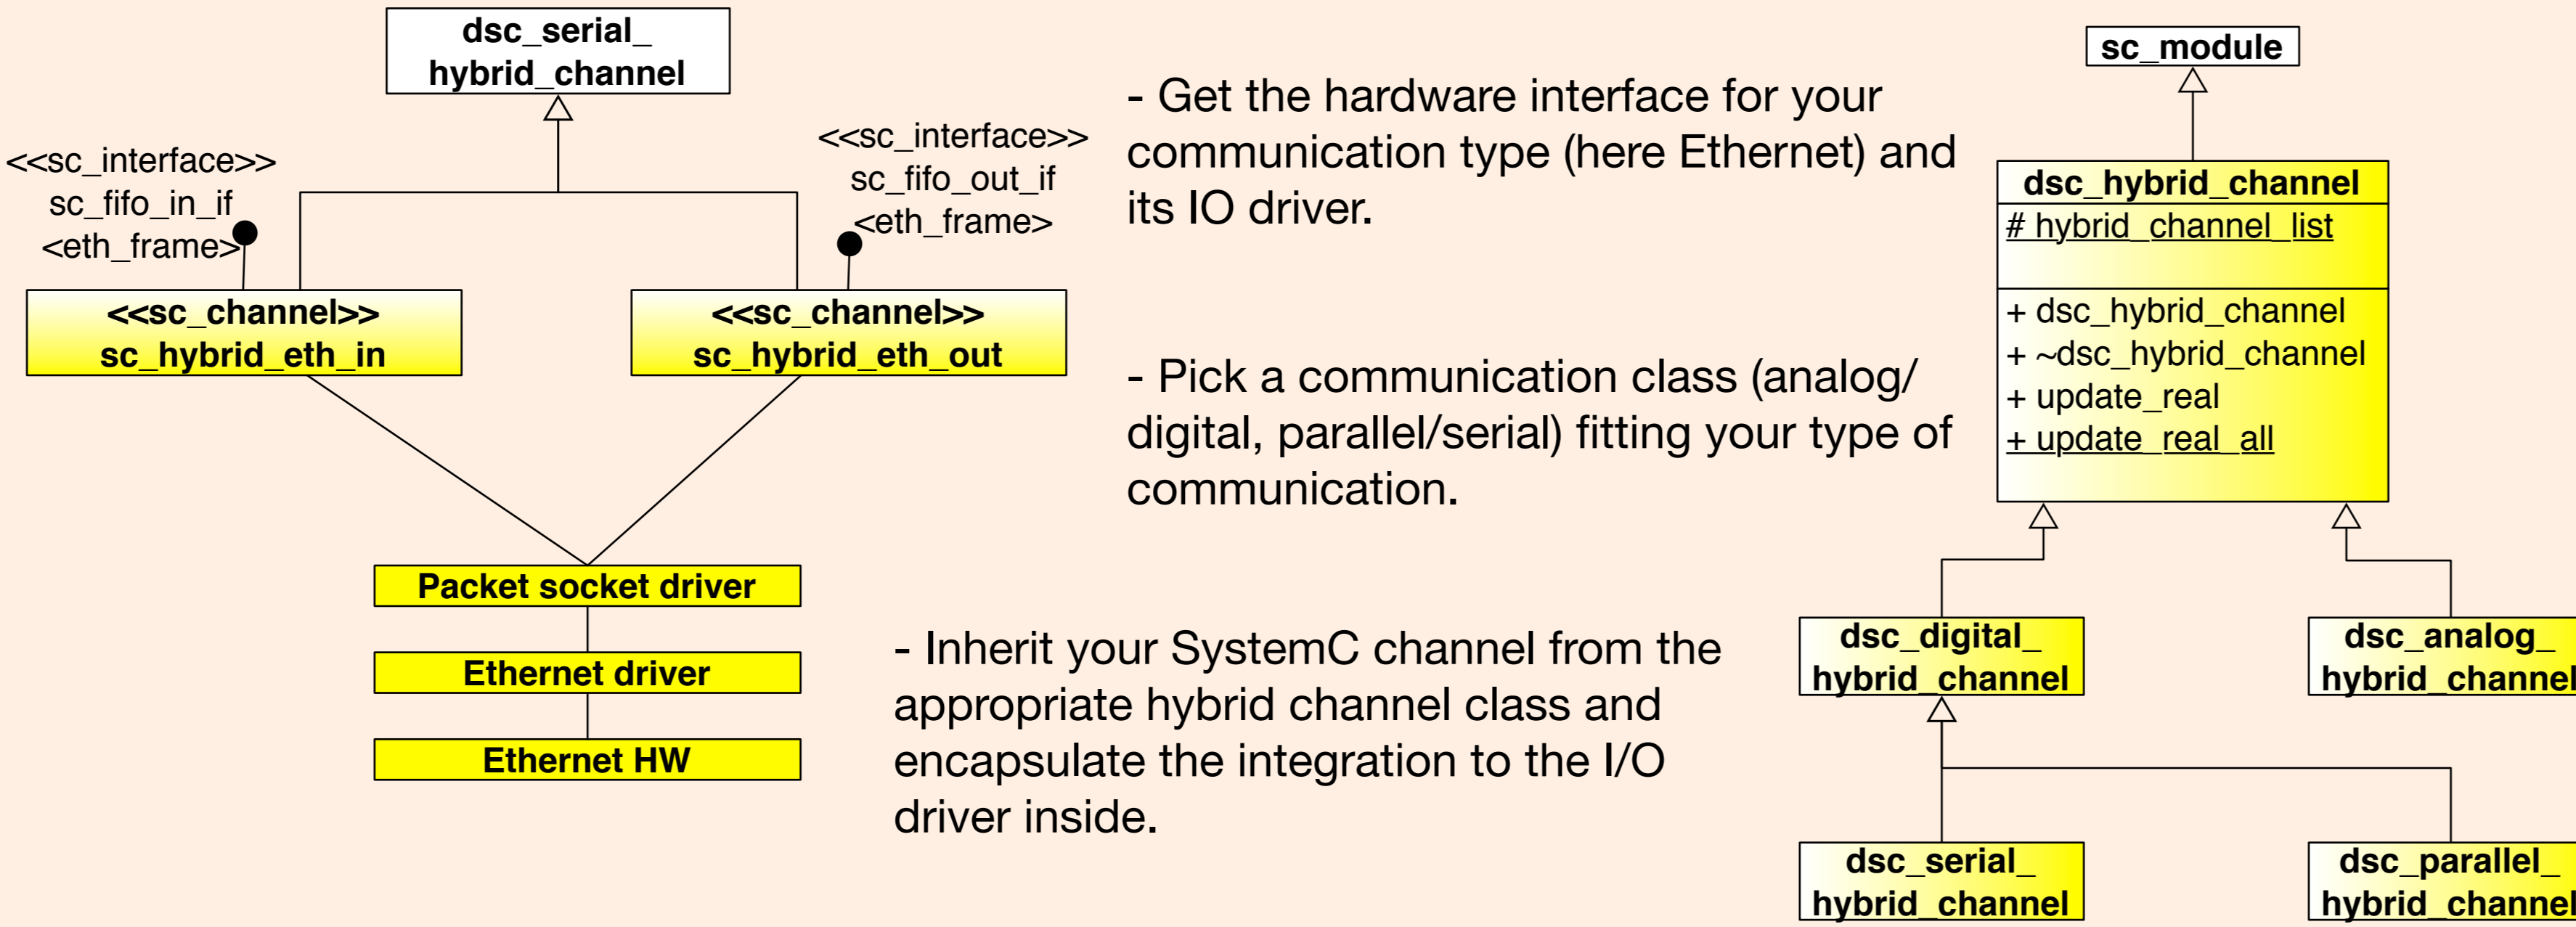 dsc_serial_
hybrid_channel
<<sc_interface>>
sc_fifo_in_if
<eth_frame>
<<sc_interface>>
sc_fifo_out_if
<eth_frame>
<<sc_channel>>
sc_hybrid_eth_in
<<sc_channel>>
sc_hybrid_eth_out
Packet socket driver
Ethernet driver
Ethernet HW
- Get the hardware interface for your
communication type (here Ethernet) and
its IO driver.
- Pick a communication class (analog/
digital, parallel/serial) fitting your type of
communication.
- Inherit your SystemC channel from the
appropriate hybrid channel class and
encapsulate the integration to the I/O
driver inside.
sc_module
dsc_hybrid_channel
# hybrid_channel_list
+ dsc_hybrid_channel
+ ~dsc_hybrid_channel
+ update_real
+ update_real_all
dsc_digital_
hybrid_channel
dsc_analog_
hybrid_channel
dsc_serial_
hybrid_channel
dsc_parallel_
hybrid_channel